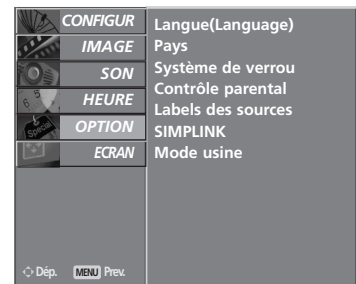 CONFIGUR
IMAGE
SON
HEURE
OPTION
ECRAN
Langue(Language)
Pays
Système de verrou
Contrôle parental
Labels des sources
SIMPLINK
Mode usine
Dép. MENU Prev.